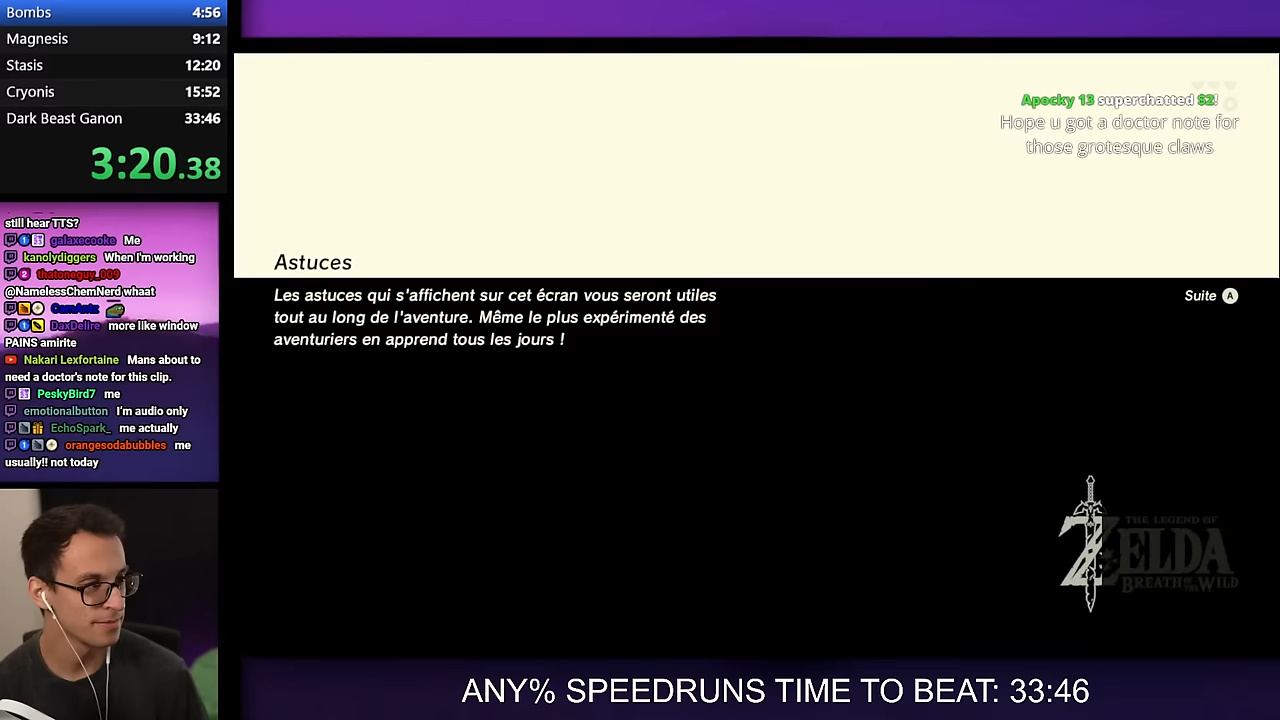 Bombs 4:56
Magnesis 9:12
Stasis 12:20
Cryonis 15:52
Dark Beast Ganon 33:46
3:20.38
still hear TTS?
galaxecooke Me
kanolydiggers When I'm working
thatoneguy_009
@NamelessChemNerd whaat
CamAntz
DaxDelire more like window
PAINS amirite
Nakari Lexfortaine Mans about to
need a doctor's note for this clip.
PeskyBird7 me
emotionalbutton I'm audio only
EchoSpark_ me actually
orangesodabubbles me
usually!! not today
Apocky 13 superchatted $2!
Hope u got a doctor note for
those grotesque claws
Astuces
Les astuces qui s'affichent sur cet écran vous seront utiles
tout au long de l'aventure. Même le plus expérimenté des
aventuriers en apprend tous les jours !
Suite A
THE LEGEND OF
ZELDA
BREATH OF THE WILD
ANY% SPEEDRUNS TIME TO BEAT: 33:46